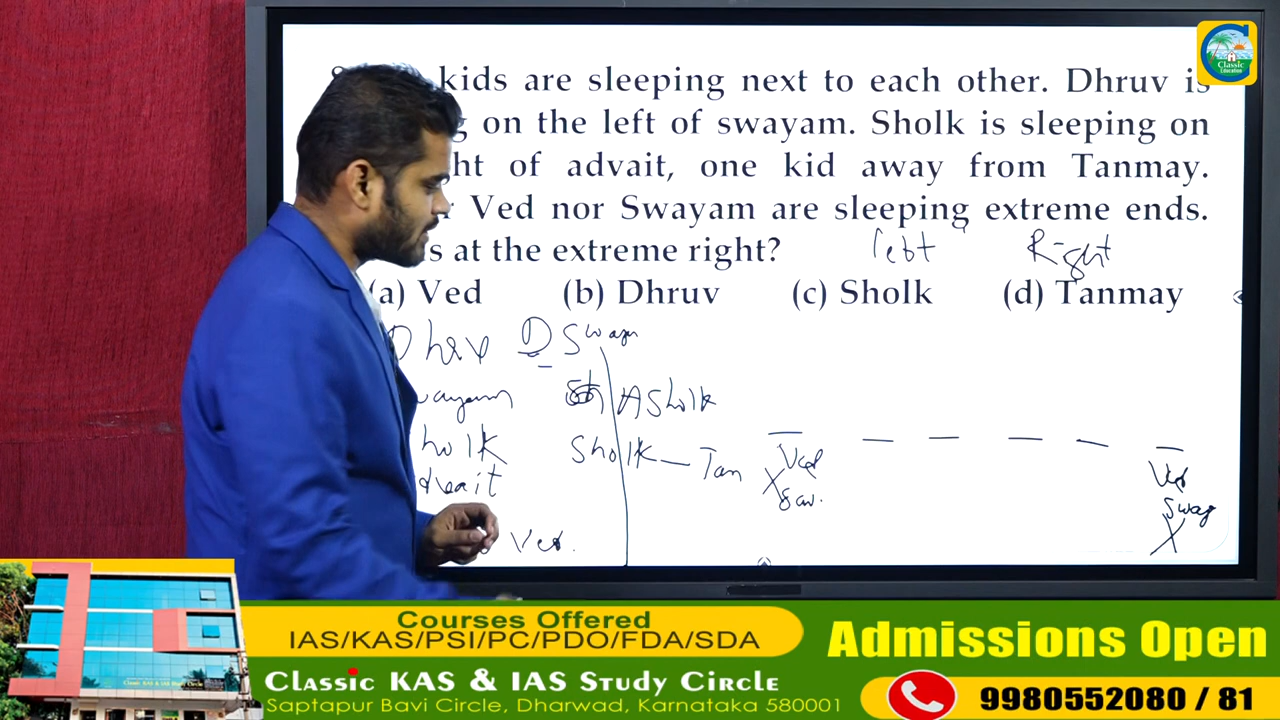 kids are sleeping next to each other. Dhruv is
on the left of swayam. Sholk is sleeping on
of advait, one kid away from Tanmay.
Ved nor Swayam are sleeping extreme ends.
at the extreme right? left Right
(a) Ved (b) Dhruv (c) Sholk (d) Tanmay
D Swayam
A Sholk
Sholk — Tan
Ved Ved
X Swa. Sway
Ved. X
Classic
Education
Courses Offered
IAS/KAS/PSI/PC/PDO/FDA/SDA
Classic KAS & IAS Study Circle
Saptapur Bavi Circle, Dharwad, Karnataka 580001
Admissions Open
9980552080 / 81